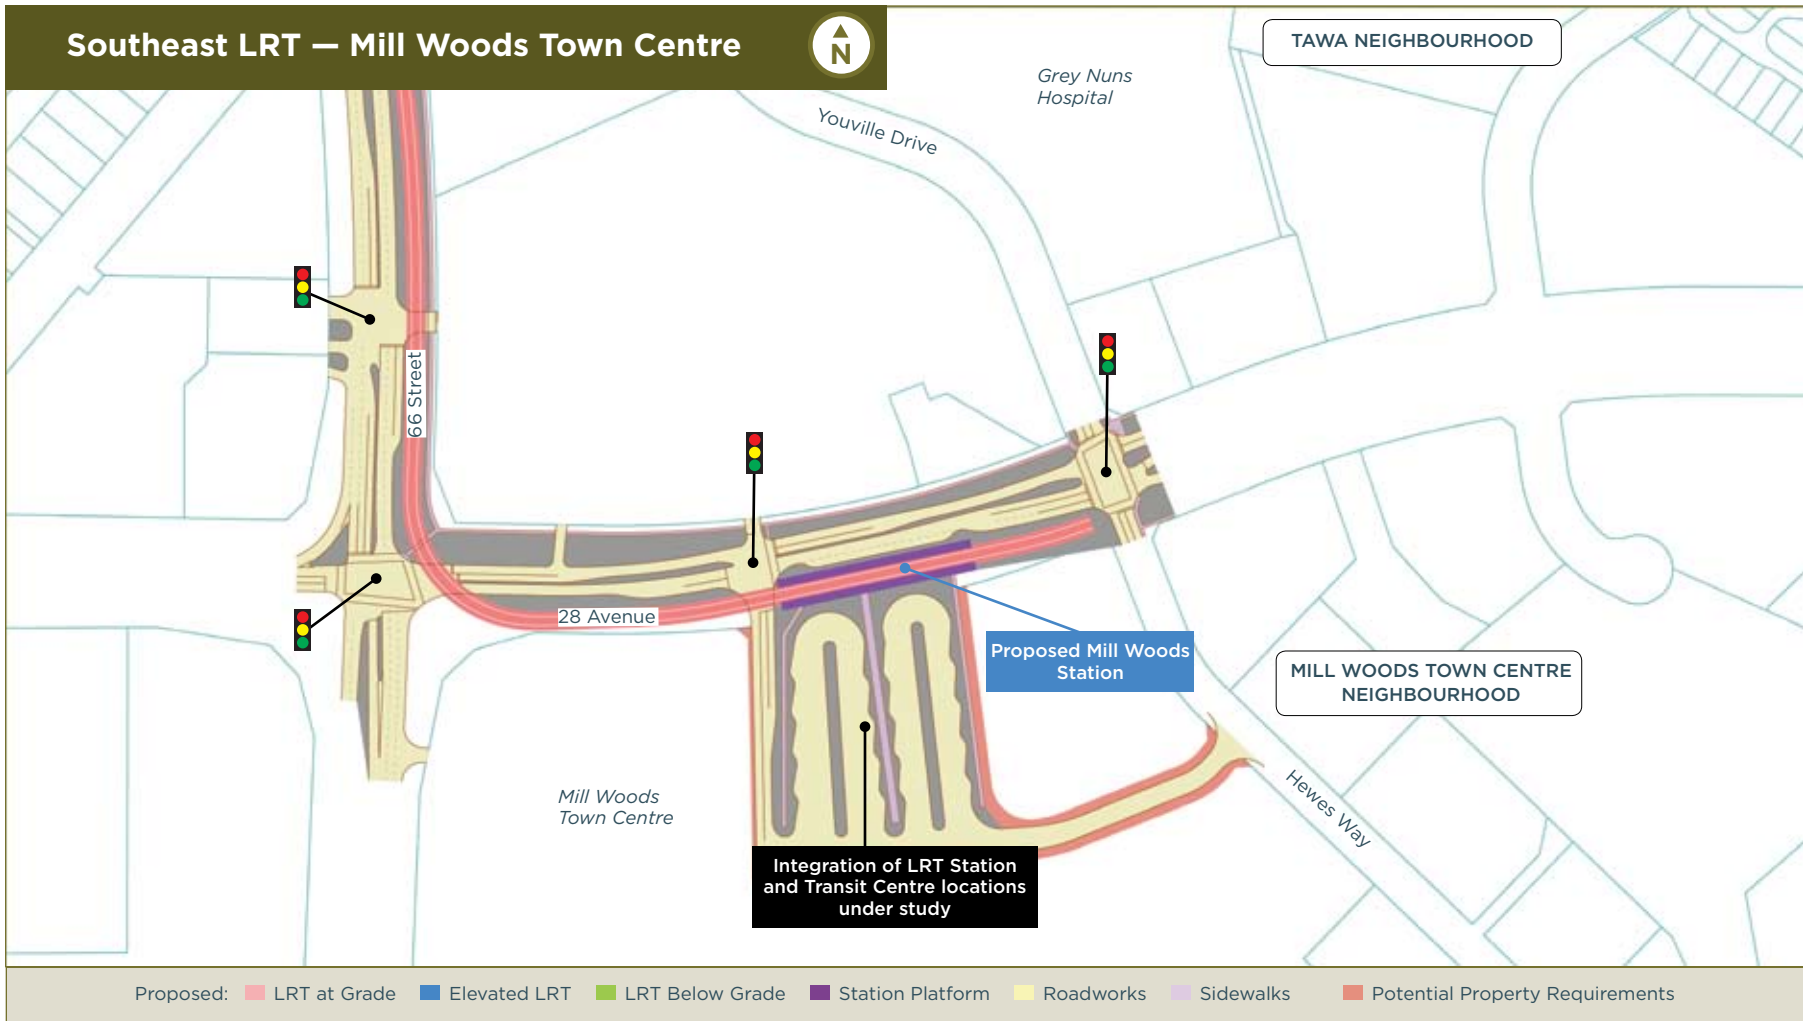 Southeast LRT — Mill Woods Town Centre
N
TAWA NEIGHBOURHOOD
Grey Nuns
Hospital
Youville Drive
66 Street
28 Avenue
Proposed Mill Woods
Station
MILL WOODS TOWN CENTRE
NEIGHBOURHOOD
Mill Woods
Town Centre
Hewes Way
Integration of LRT Station
and Transit Centre locations
under study
Proposed: LRT at Grade Elevated LRT LRT Below Grade Station Platform Roadworks Sidewalks Potential Property Requirements